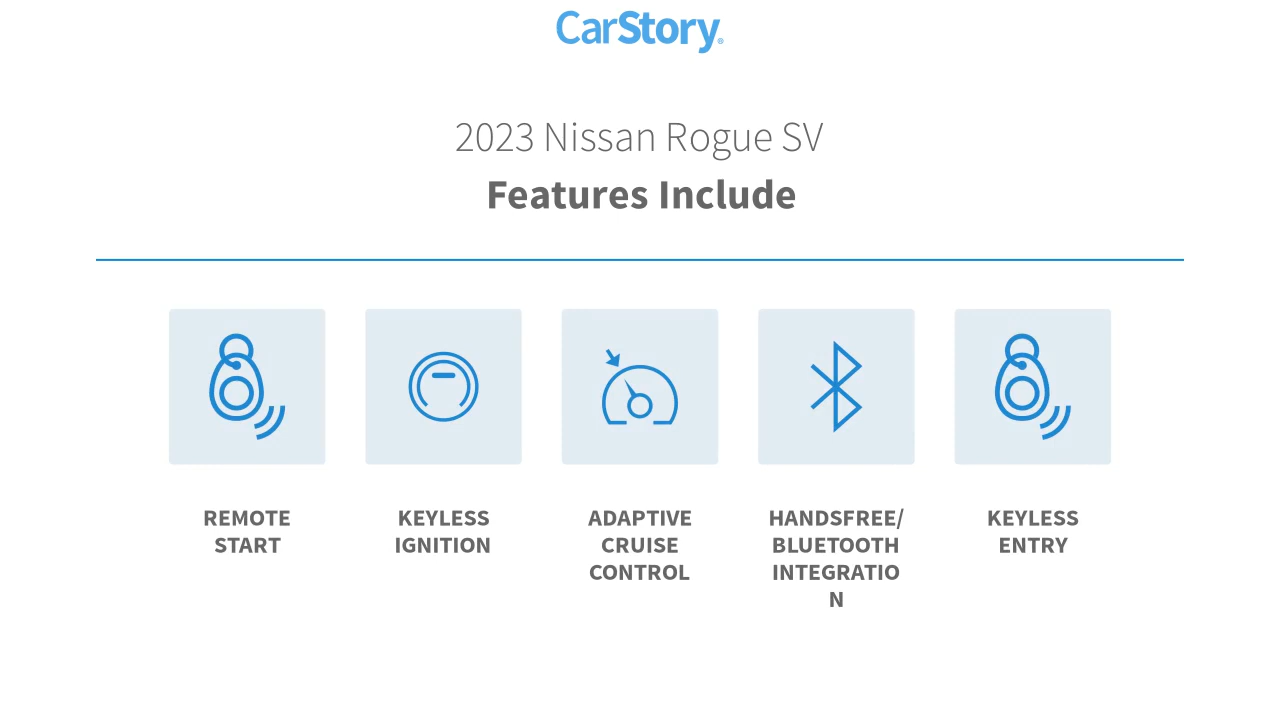 CarStory®
2023 Nissan Rogue SV
Features Include
REMOTE
START
KEYLESS
IGNITION
ADAPTIVE
CRUISE
CONTROL
HANDSFREE/
BLUETOOTH
INTEGRATIO
N
KEYLESS
ENTRY